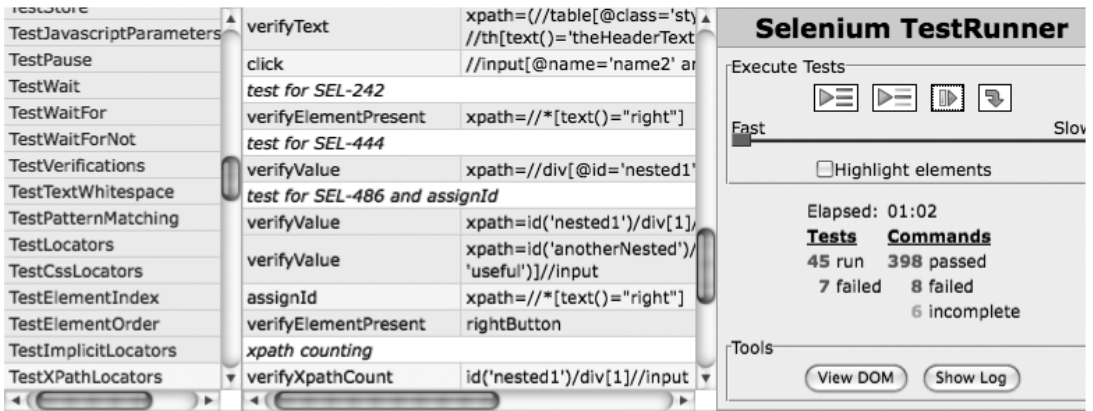 TestStore
TestJavascriptParameters
TestPause
TestWait
TestWaitFor
TestWaitForNot
TestVerifications
TestTextWhitespace
TestPatternMatching
TestLocators
TestCssLocators
TestElementIndex
TestElementOrder
TestImplicitLocators
TestXPathLocators
verifyText xpath=(//table[@class='sty
//th[text()='theHeaderText
click //input[@name='name2' an
test for SEL-242
verifyElementPresent xpath=//*[text()="right"]
test for SEL-444
verifyValue xpath=//div[@id='nested1'
test for SEL-486 and assignId
verifyValue xpath=id('nested1')/div[1]/
verifyValue xpath=id('anotherNested')/
'useful')]//input
assignId xpath=//*[text()="right"]
verifyElementPresent rightButton
xpath counting
verifyXpathCount id('nested1')/div[1]//input
Selenium TestRunner
Execute Tests
Fast Slow
Highlight elements
Elapsed: 01:02
Tests Commands
45 run 398 passed
7 failed 8 failed
6 incomplete
Tools
View DOM Show Log